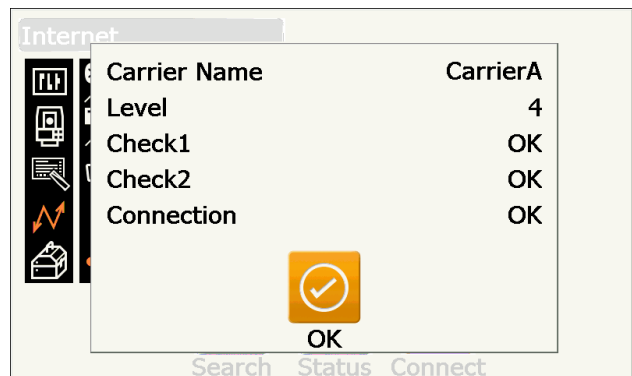 Internet
Carrier Name CarrierA
Level 4
Check1 OK
Check2 OK
Connection OK
OK
Search Status Connect